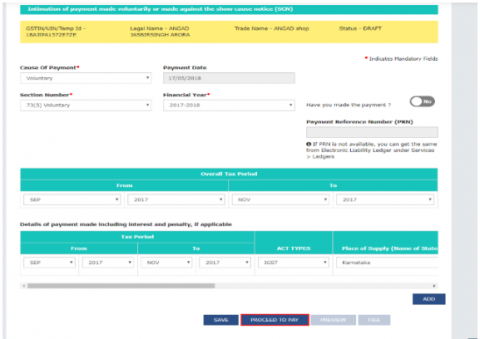 Intimation of payment made voluntarily or made against the show cause notice (SCN)
GSTIN/UIN/Temp Id -
Legal Name - ANGAD
JASBIRSINGH ARORA
Trade Name - ANGAD shop
Status - DRAFT
* Indicates Mandatory Fields
Cause Of Payment*
Payment Date
Voluntary
17/05/2018
Section Number*
Financial Year*
73(5) Voluntary
2017-2018
Have you made the payment ?
No
Payment Reference Number (PRN)
If PRN is not available, you can get the same
from Electronic Liability Ledger under Services
> Ledgers
Overall Tax Period
From
To
SEP
2017
NOV
2017
Details of payment made including interest and penalty, if applicable
Tax Period
From
To
ACT TYPES
Place of Supply (Name of State
SEP
2017
NOV
2017
IGST
Karnataka
ADD
SAVE
PROCEED TO PAY
PREVIEW
FILE